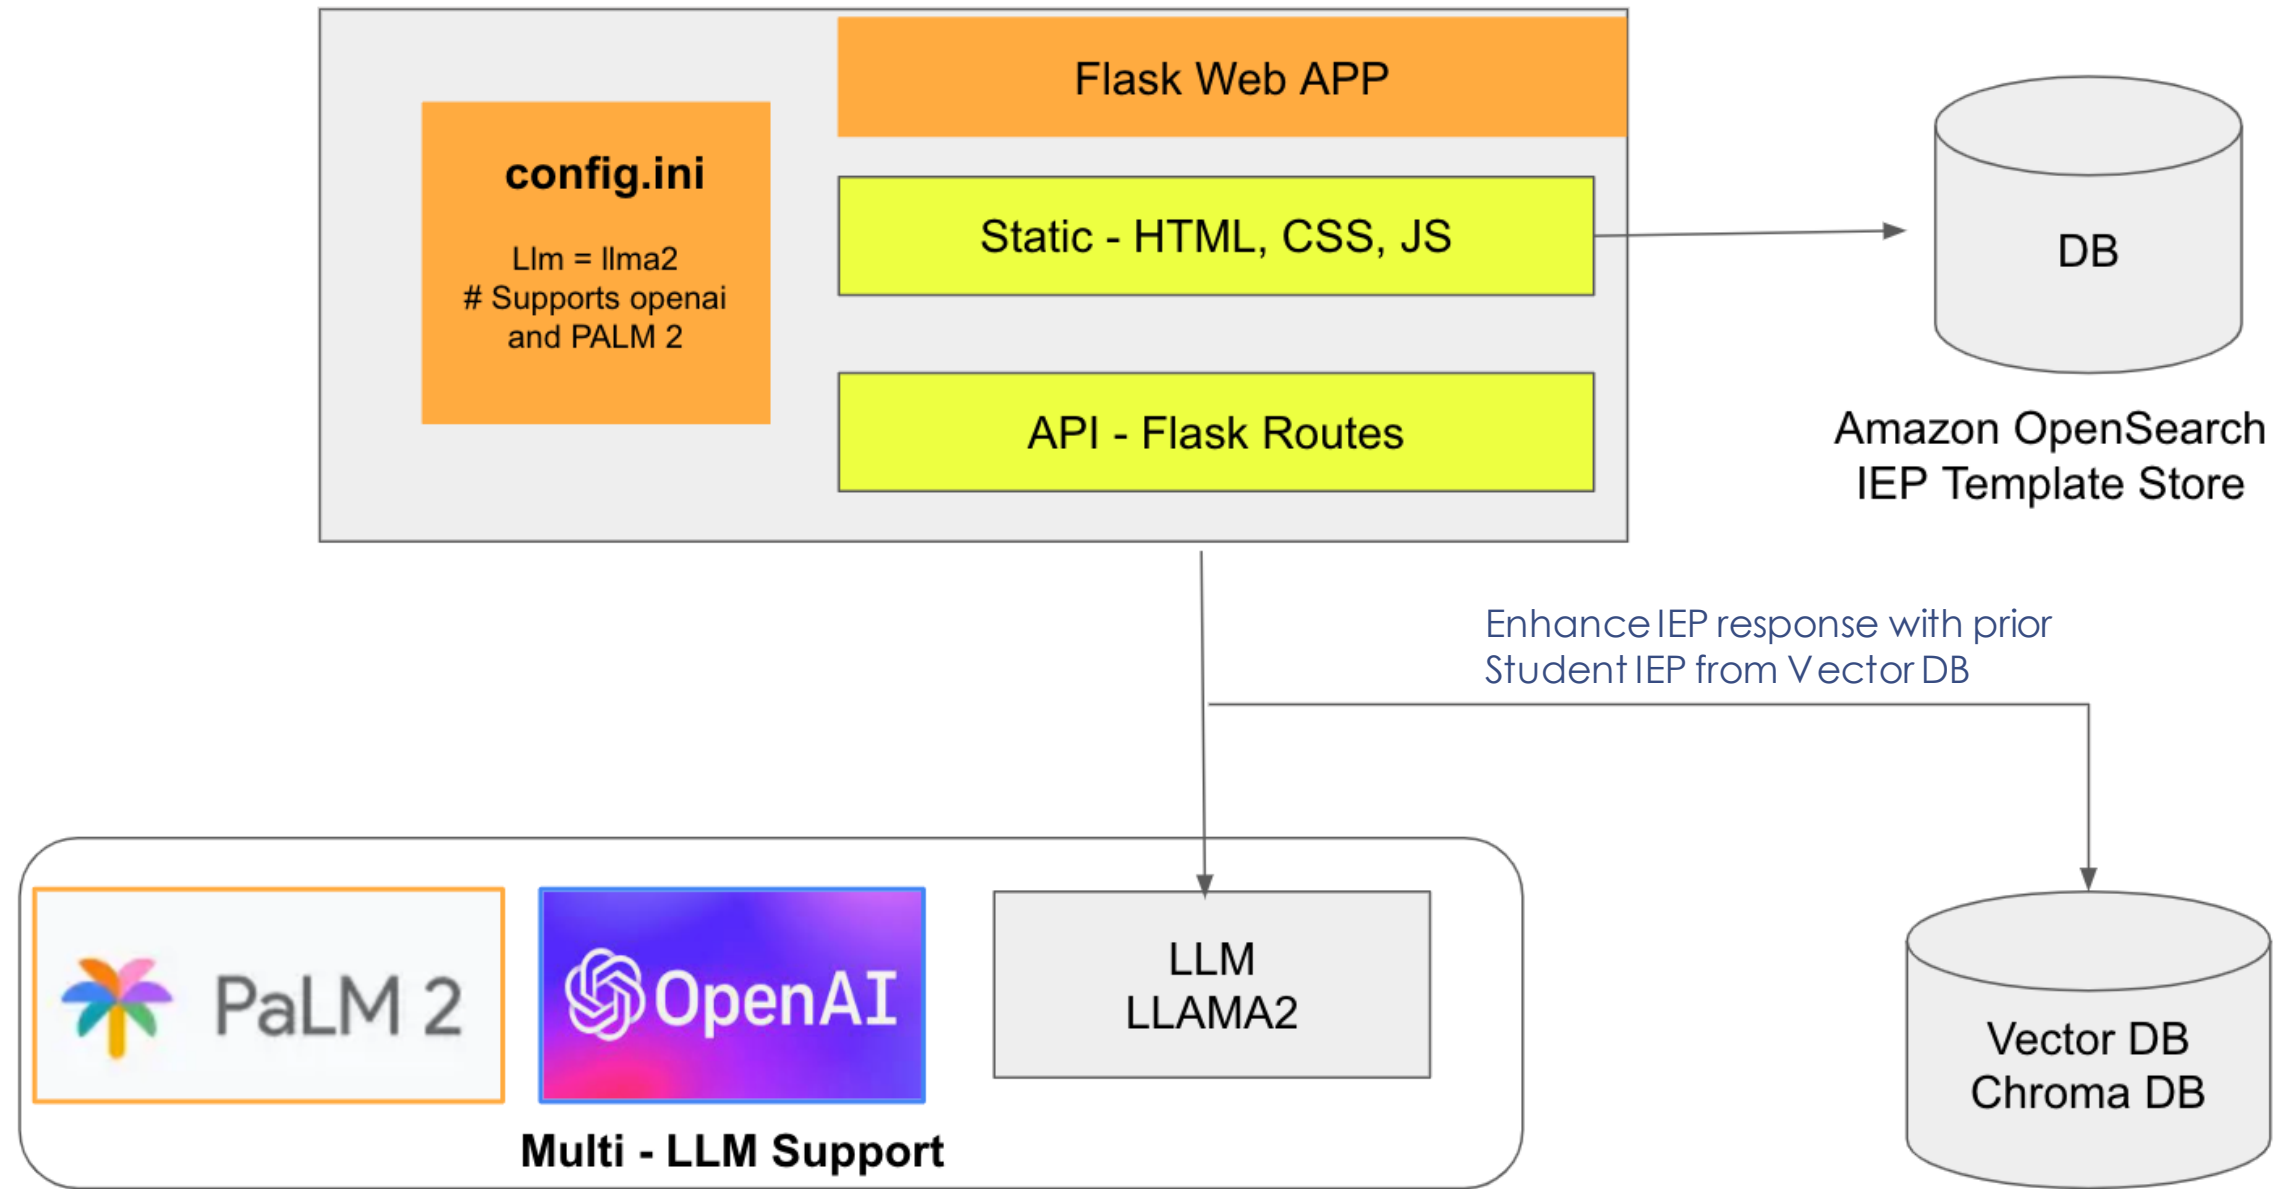 Flask Web APP
config.ini
Llm = llma2
# Supports openai
and PALM 2
Static - HTML, CSS, JS
API - Flask Routes
DB
Amazon OpenSearch
IEP Template Store
Enhance IEP response with prior
Student IEP from Vector DB
PaLM 2
OpenAI
LLM
LLAMA2
Multi - LLM Support
Vector DB
Chroma DB